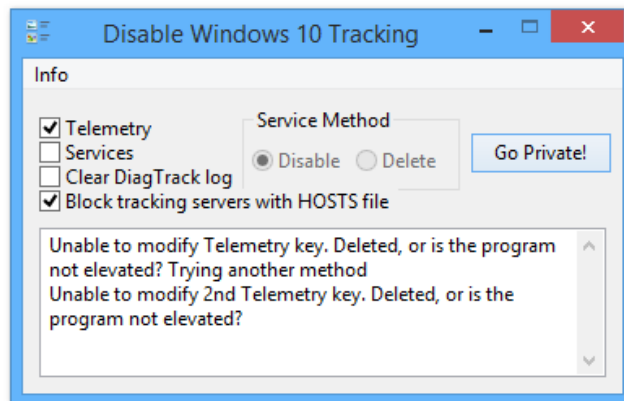 Disable Windows 10 Tracking
Info
Telemetry
Services
Clear DiagTrack log
Block tracking servers with HOSTS file
Service Method
Disable Delete
Go Private!
Unable to modify Telemetry key. Deleted, or is the program
not elevated? Trying another method
Unable to modify 2nd Telemetry key. Deleted, or is the
program not elevated?